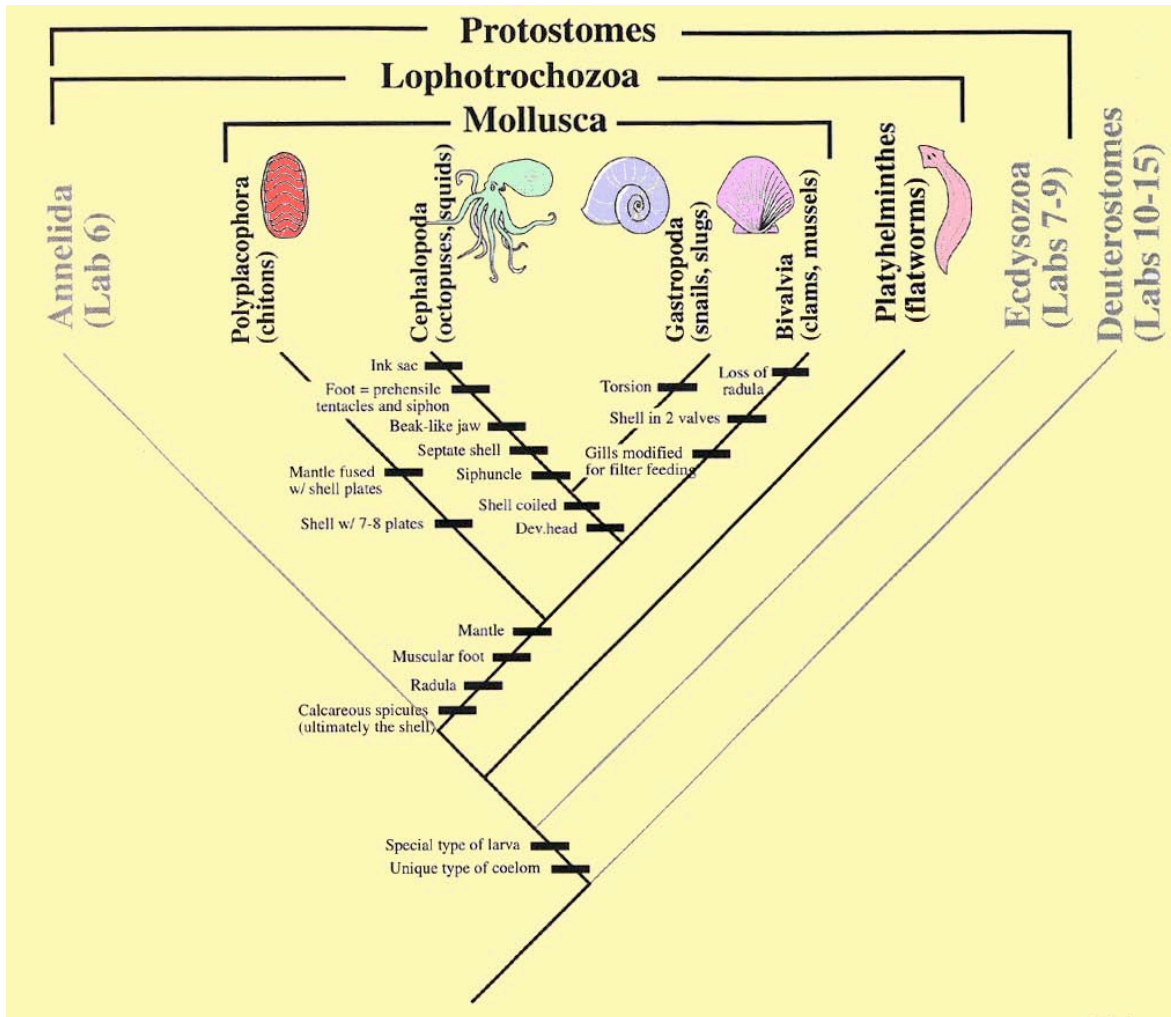 Protostomes
Lophotrochozoa
Mollusca
Annelida
(Lab 6)
Polyplacophora
(chitons)
Cephalopoda
(octopuses,squids)
Gastropoda
(snails, slugs)
Bivalvia
(clams, mussels)
Platyhelminthes
(flatworms)
Ecdysozoa
(Labs 7-9)
Deuterostomes
(Labs 10-15)
Ink sac
Foot = prehensile
tentacles and siphon
Beak-like jaw
Septate shell
Siphuncle
Shell coiled
Dev.head
Torsion
Loss of
radula
Shell in 2 valves
Gills modified
for filter feeding
Mantle fused
w/ shell plates
Shell w/ 7-8 plates
Mantle
Muscular foot
Radula
Calcareous spicules
(ultimately the shell)
Special type of larva
Unique type of coelom